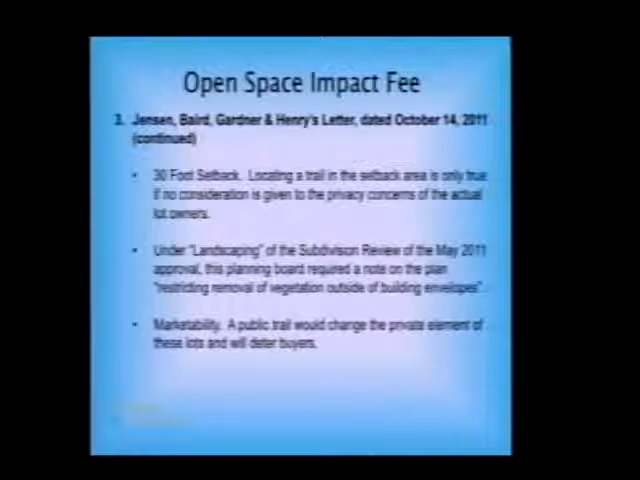 Open Space Impact Fee
3. Jensen, Baird, Gardner & Henry's Letter, dated October 14, 2011
(continued)
• 30 Foot Setback. Locating a trail in the setback area is only true
if no consideration is given to the privacy concerns of the actual
lot owners.
• Under "Landscaping" of the Subdivison Review of the May 2011
approval, this planning board required a note on the plan
"restricting removal of vegetation outside of building envelopes".
• Marketability. A public trail would change the private element of
these lots and will deter buyers.